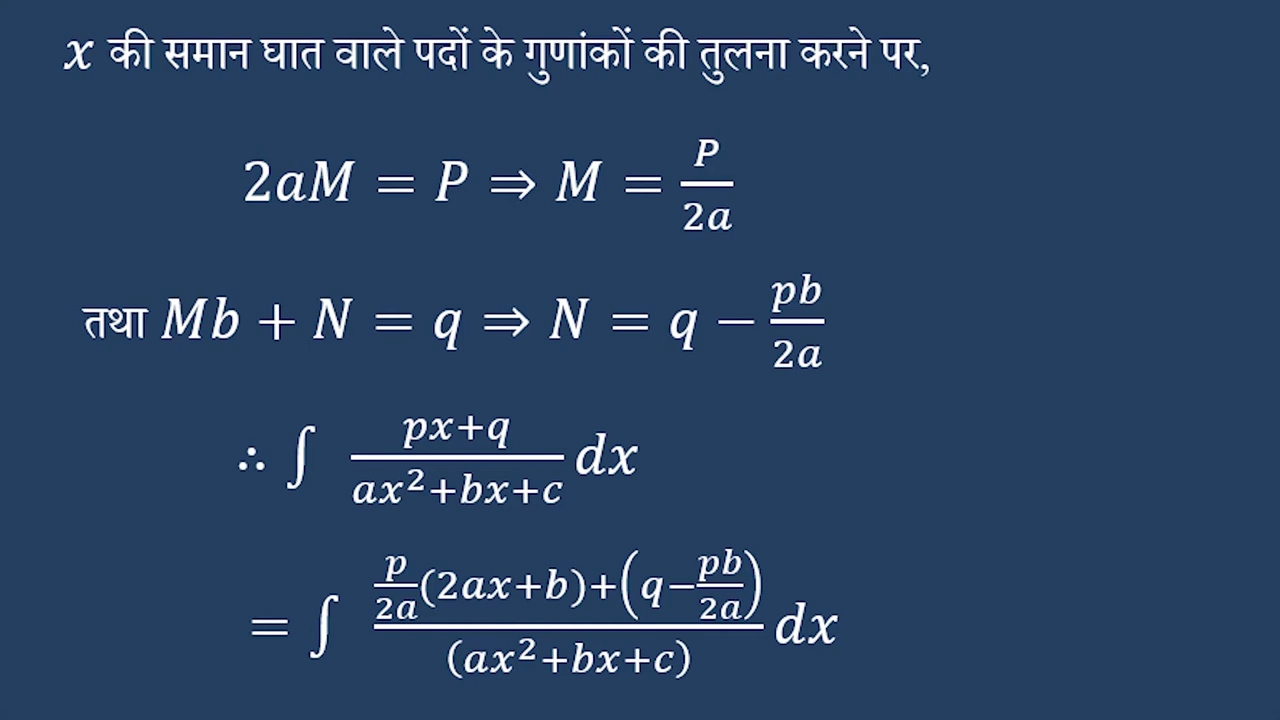 x की समान घात वाले पदों के गुणांकों की तुलना करने पर,
2aM = P ⇒ M = P/2a
तथा Mb + N = q ⇒ N = q − pb/2a
∴ ∫ (px+q)/(ax²+bx+c) dx
= ∫ (p/2a (2ax+b)+(q−pb/2a))/(ax²+bx+c) dx